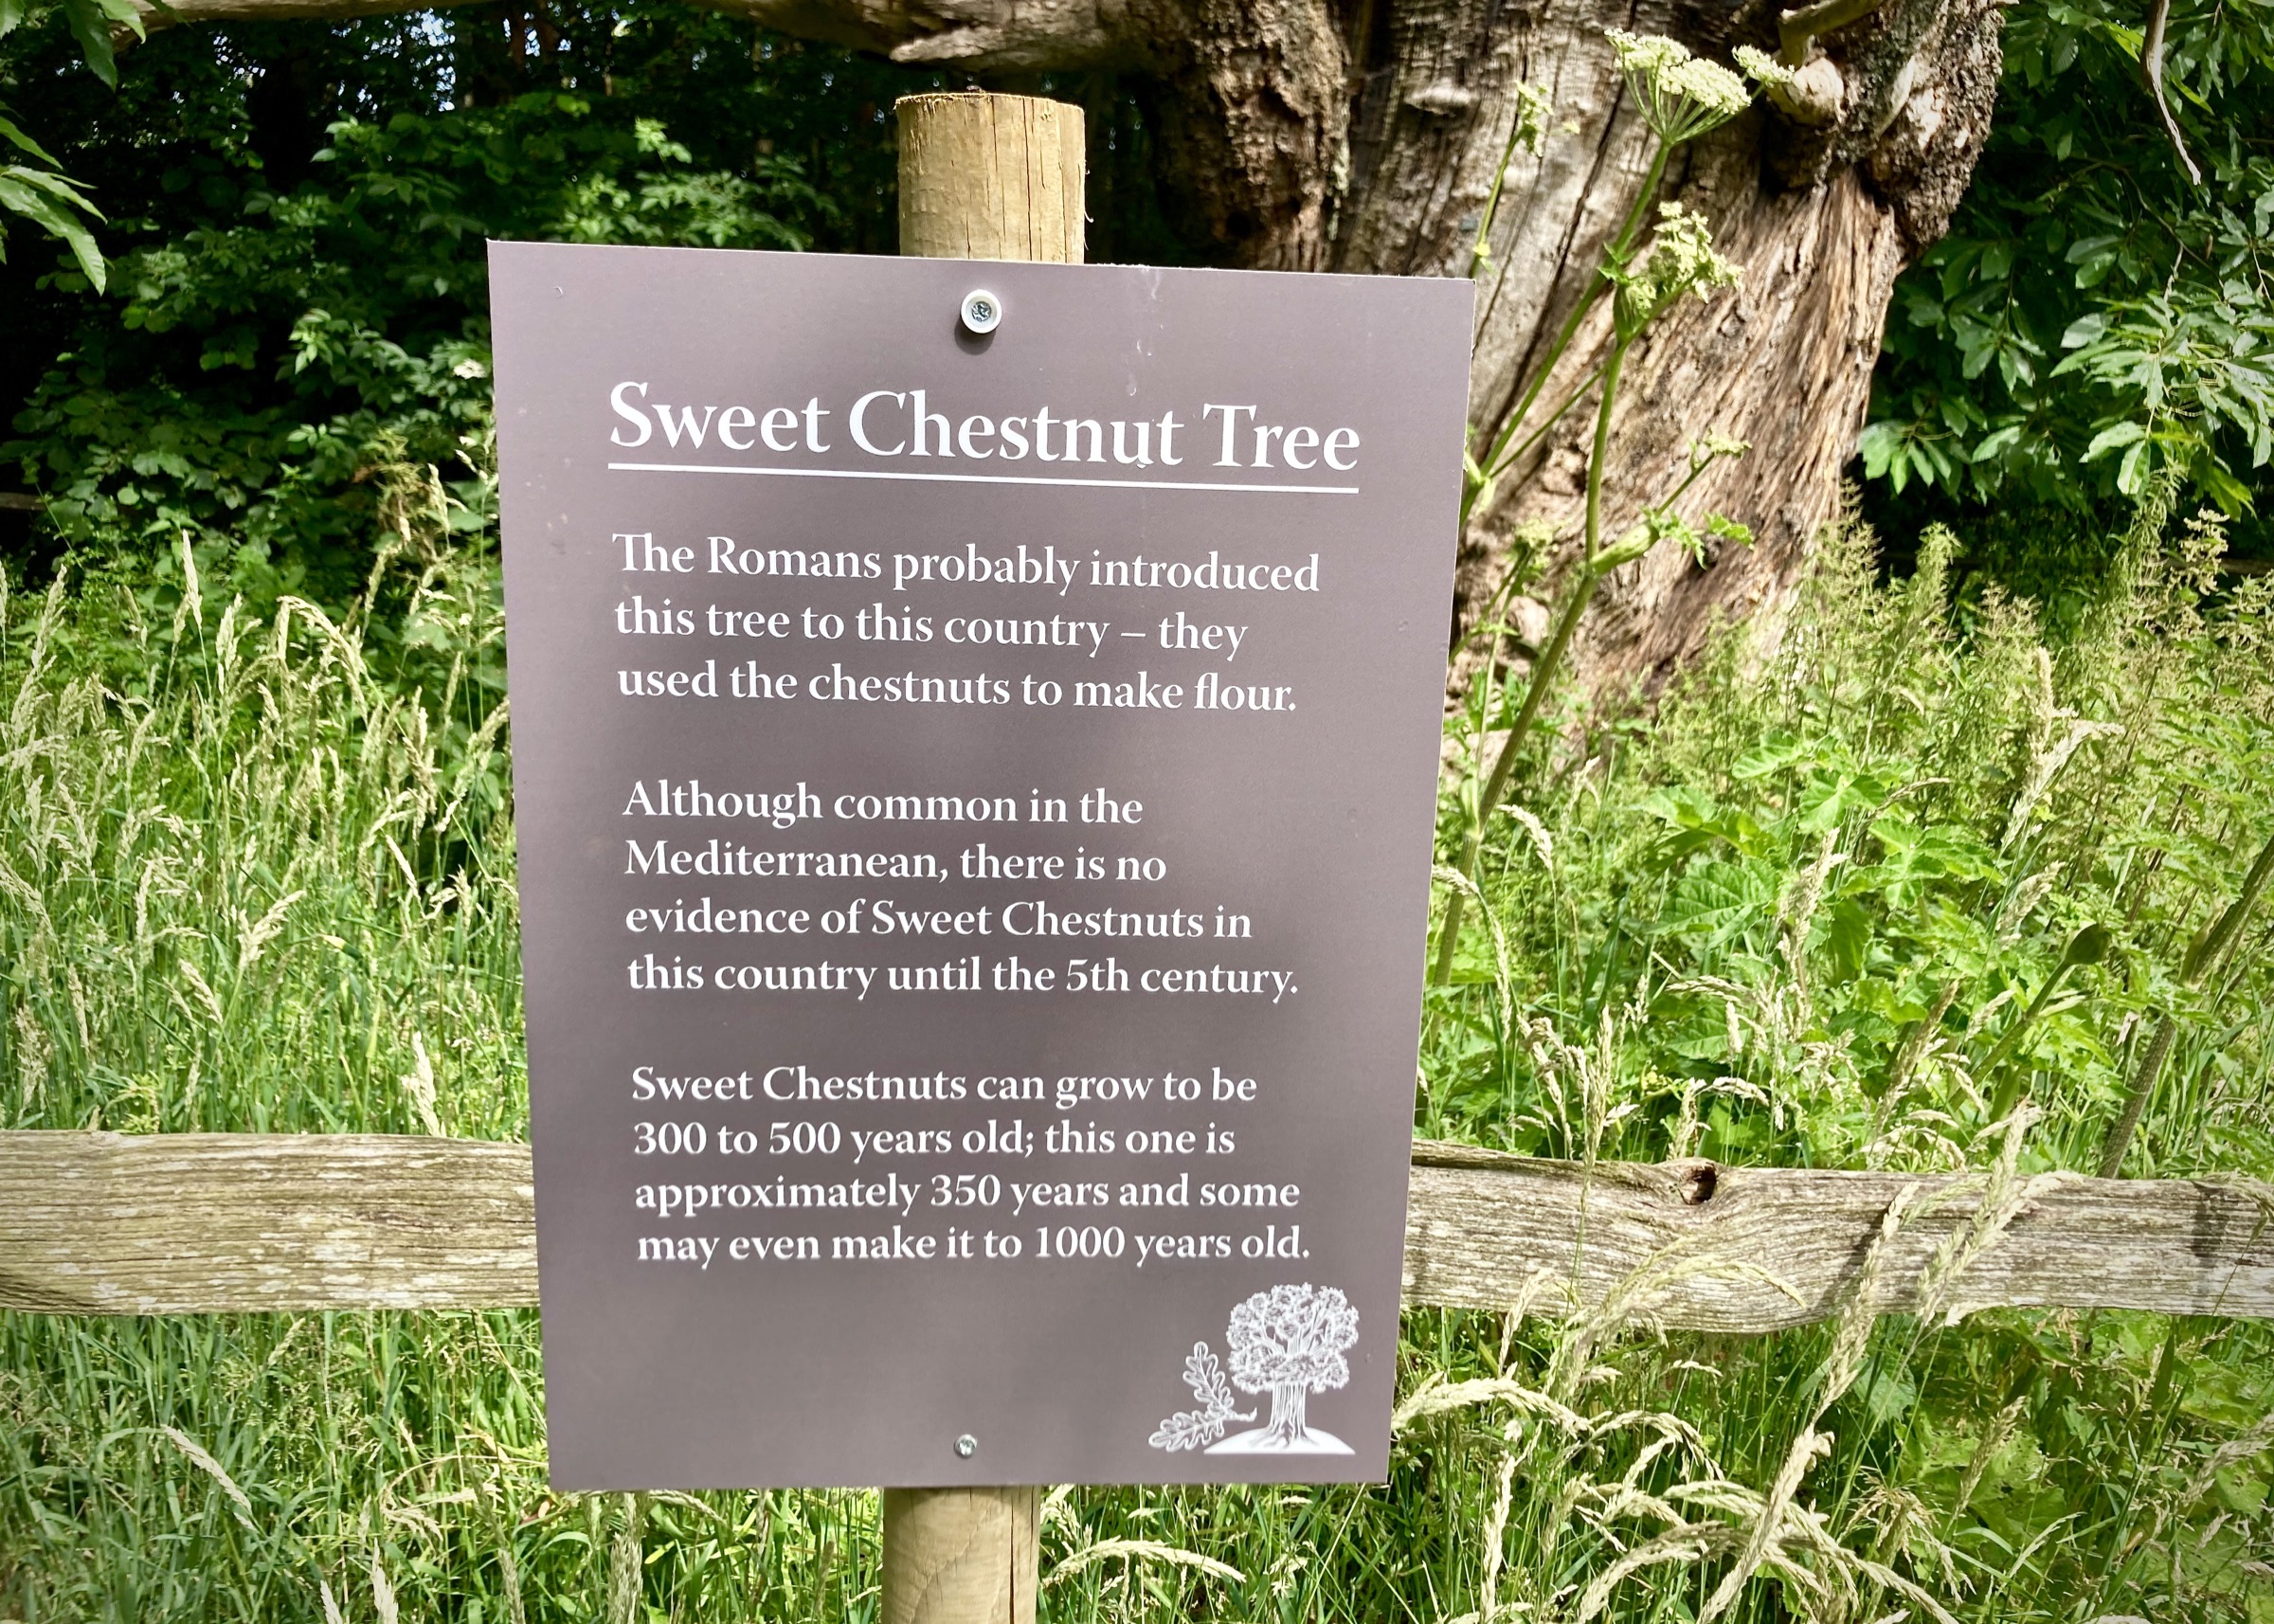 Sweet Chestnut Tree
The Romans probably introduced
this tree to this country – they
used the chestnuts to make flour.
Although common in the
Mediterranean, there is no
evidence of Sweet Chestnuts in
this country until the 5th century.
Sweet Chestnuts can grow to be
300 to 500 years old; this one is
approximately 350 years and some
may even make it to 1000 years old.